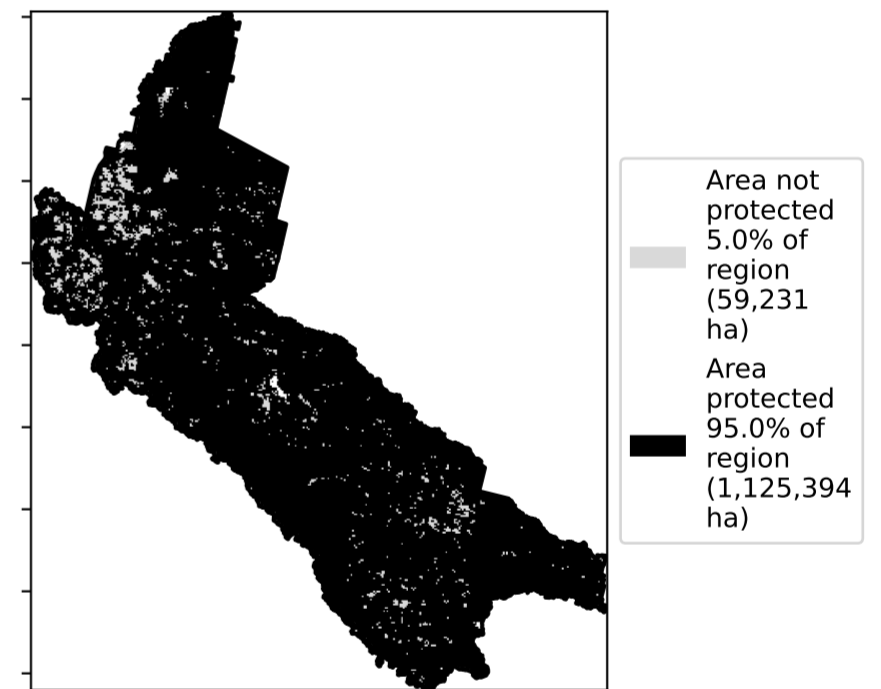 Area not
protected
5.0% of
region
(59,231
ha)
Area
protected
95.0% of
region
(1,125,394
ha)